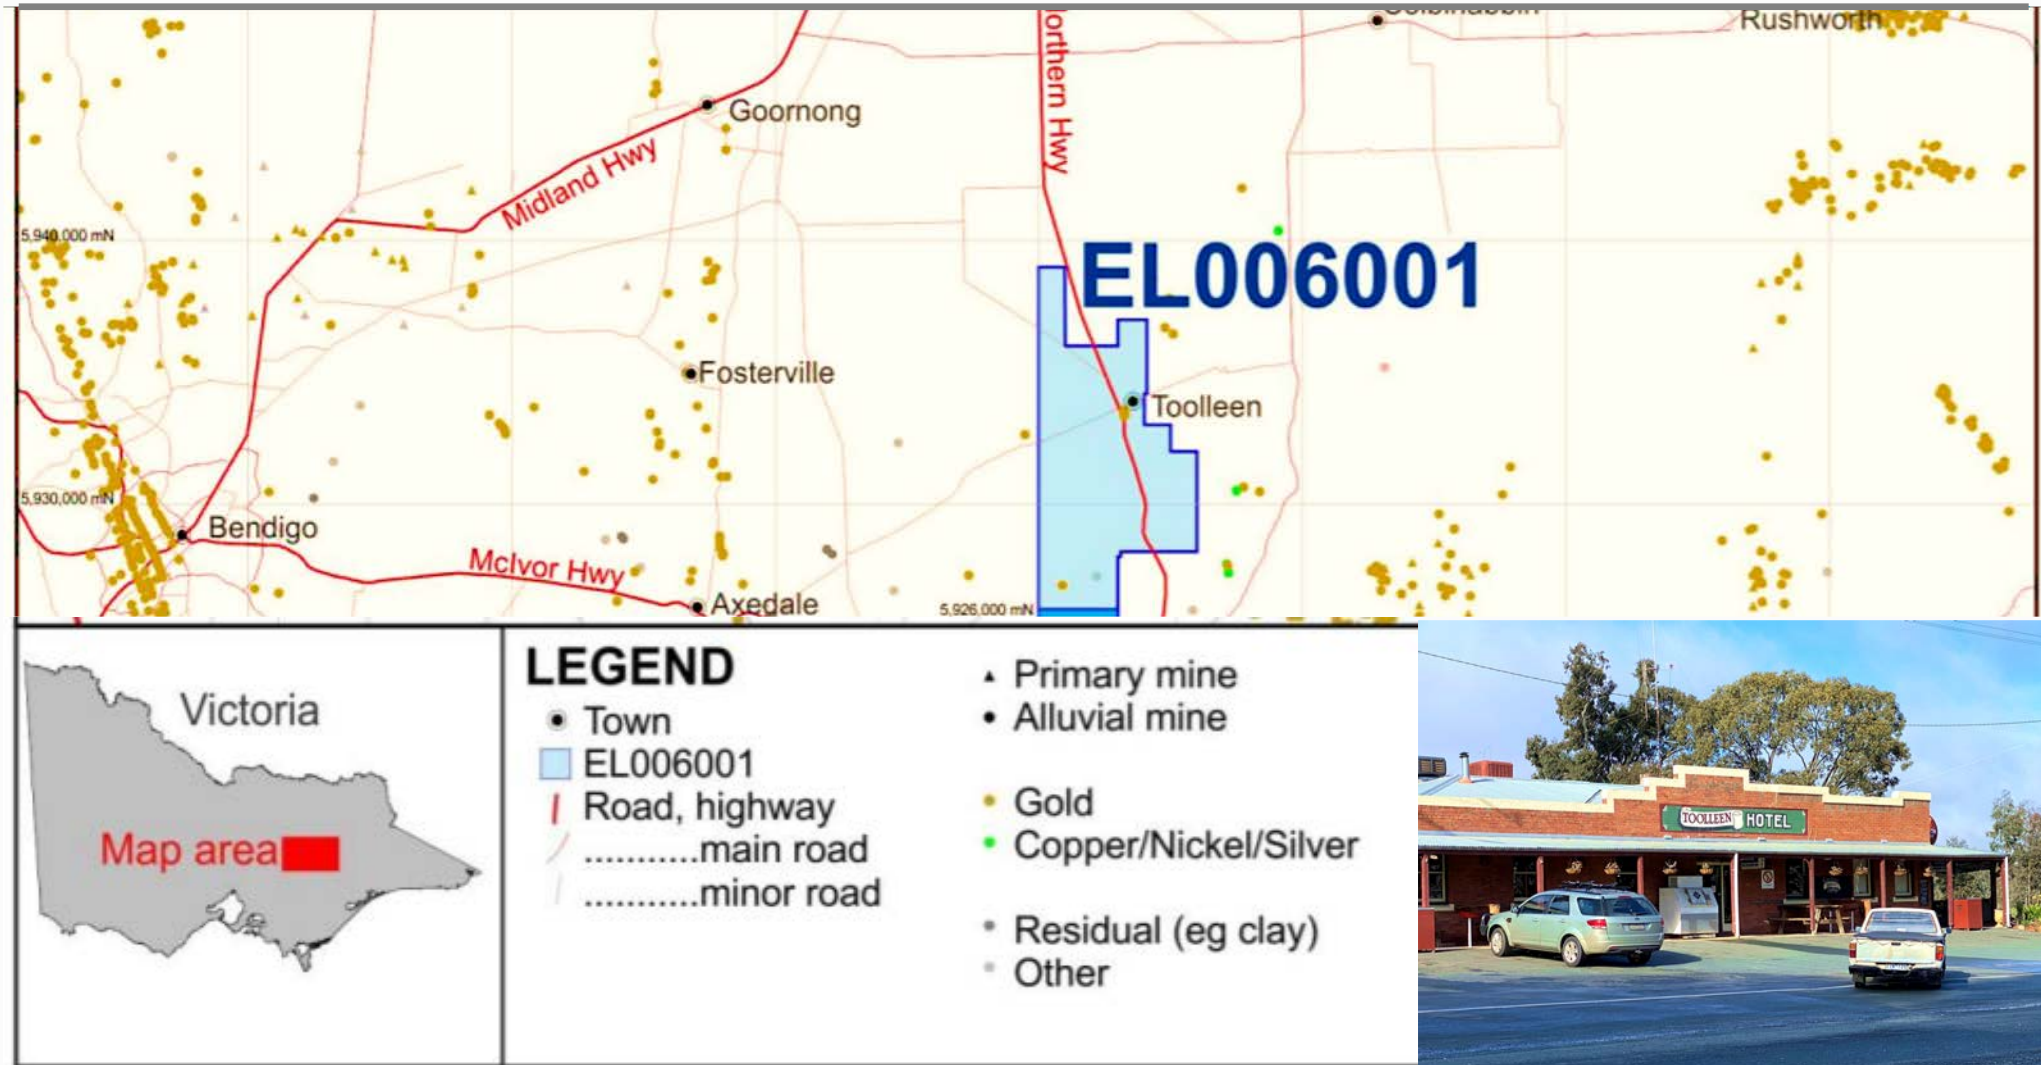 Rushworth
Goornong
Midland Hwy
orthern Hwy
5,940,000 mN
EL006001
Fosterville
Toolleen
5,930,000 mN
Bendigo
McIvor Hwy
Axedale
5,926,000 mN
Victoria
Map area
LEGEND
Town
EL006001
Road, highway
...........main road
...........minor road
Primary mine
Alluvial mine
Gold
Copper/Nickel/Silver
Residual (eg clay)
Other
TOOLLEEN HOTEL